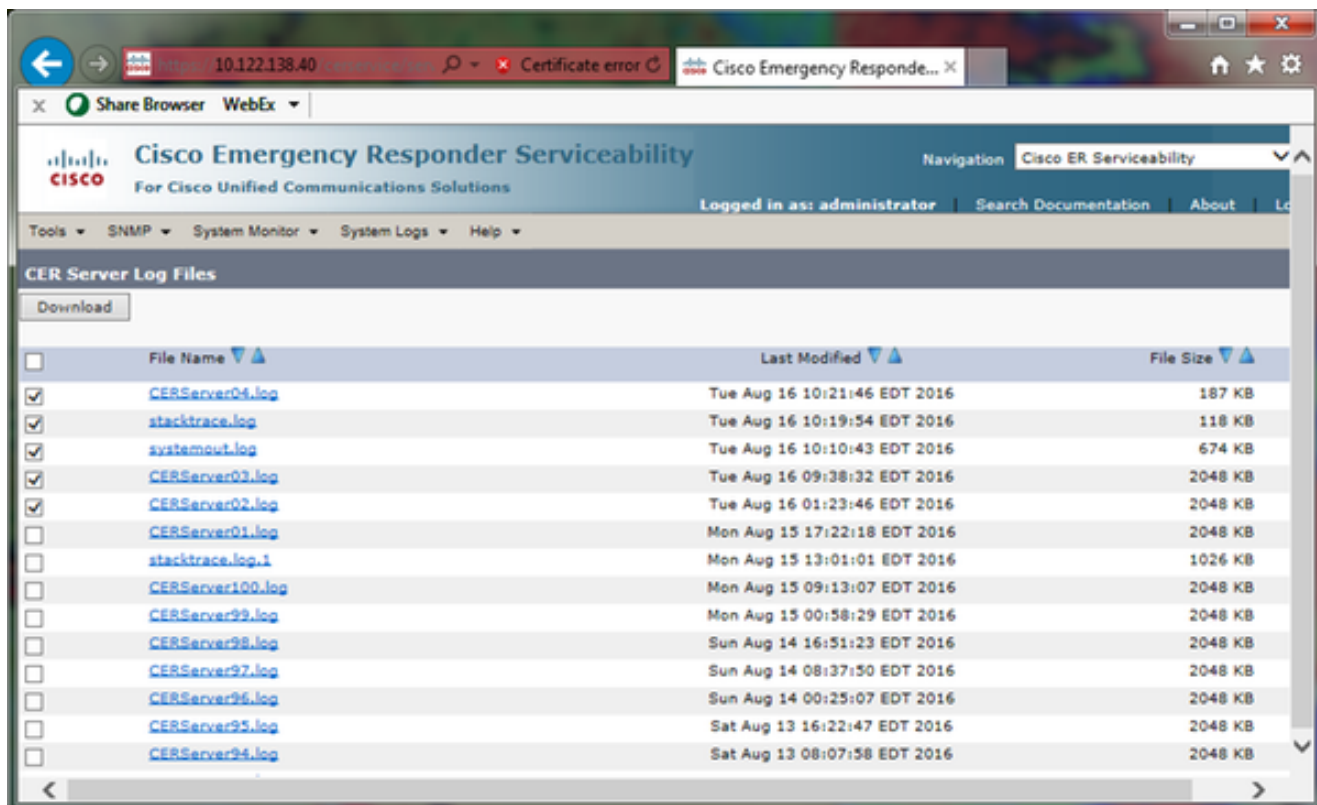 https 10.122.138.40 Certificate error Cisco Emergency Responde...
Share Browser WebEx
Cisco Emergency Responder Serviceability
Navigation Cisco ER Serviceability
CISCO
For Cisco Unified Communications Solutions
Logged in as: administrator Search Documentation About
Tools SNMP System Monitor System Logs Help
CER Server Log Files
Download
File Name Last Modified File Size
CERServer04.log Tue Aug 16 10:21:46 EDT 2016 187 KB
stacktrace.log Tue Aug 16 10:19:54 EDT 2016 118 KB
systemout.log Tue Aug 16 10:10:43 EDT 2016 674 KB
CERServer03.log Tue Aug 16 09:38:32 EDT 2016 2048 KB
CERServer02.log Tue Aug 16 01:23:46 EDT 2016 2048 KB
CERServer01.log Mon Aug 15 17:22:18 EDT 2016 2048 KB
stacktrace.log.1 Mon Aug 15 13:01:01 EDT 2016 1026 KB
CERServer100.log Mon Aug 15 09:13:07 EDT 2016 2048 KB
CERServer99.log Mon Aug 15 00:58:29 EDT 2016 2048 KB
CERServer98.log Sun Aug 14 16:51:23 EDT 2016 2048 KB
CERServer97.log Sun Aug 14 08:37:50 EDT 2016 2048 KB
CERServer96.log Sun Aug 14 00:25:07 EDT 2016 2048 KB
CERServer95.log Sat Aug 13 16:22:47 EDT 2016 2048 KB
CERServer94.log Sat Aug 13 08:07:58 EDT 2016 2048 KB